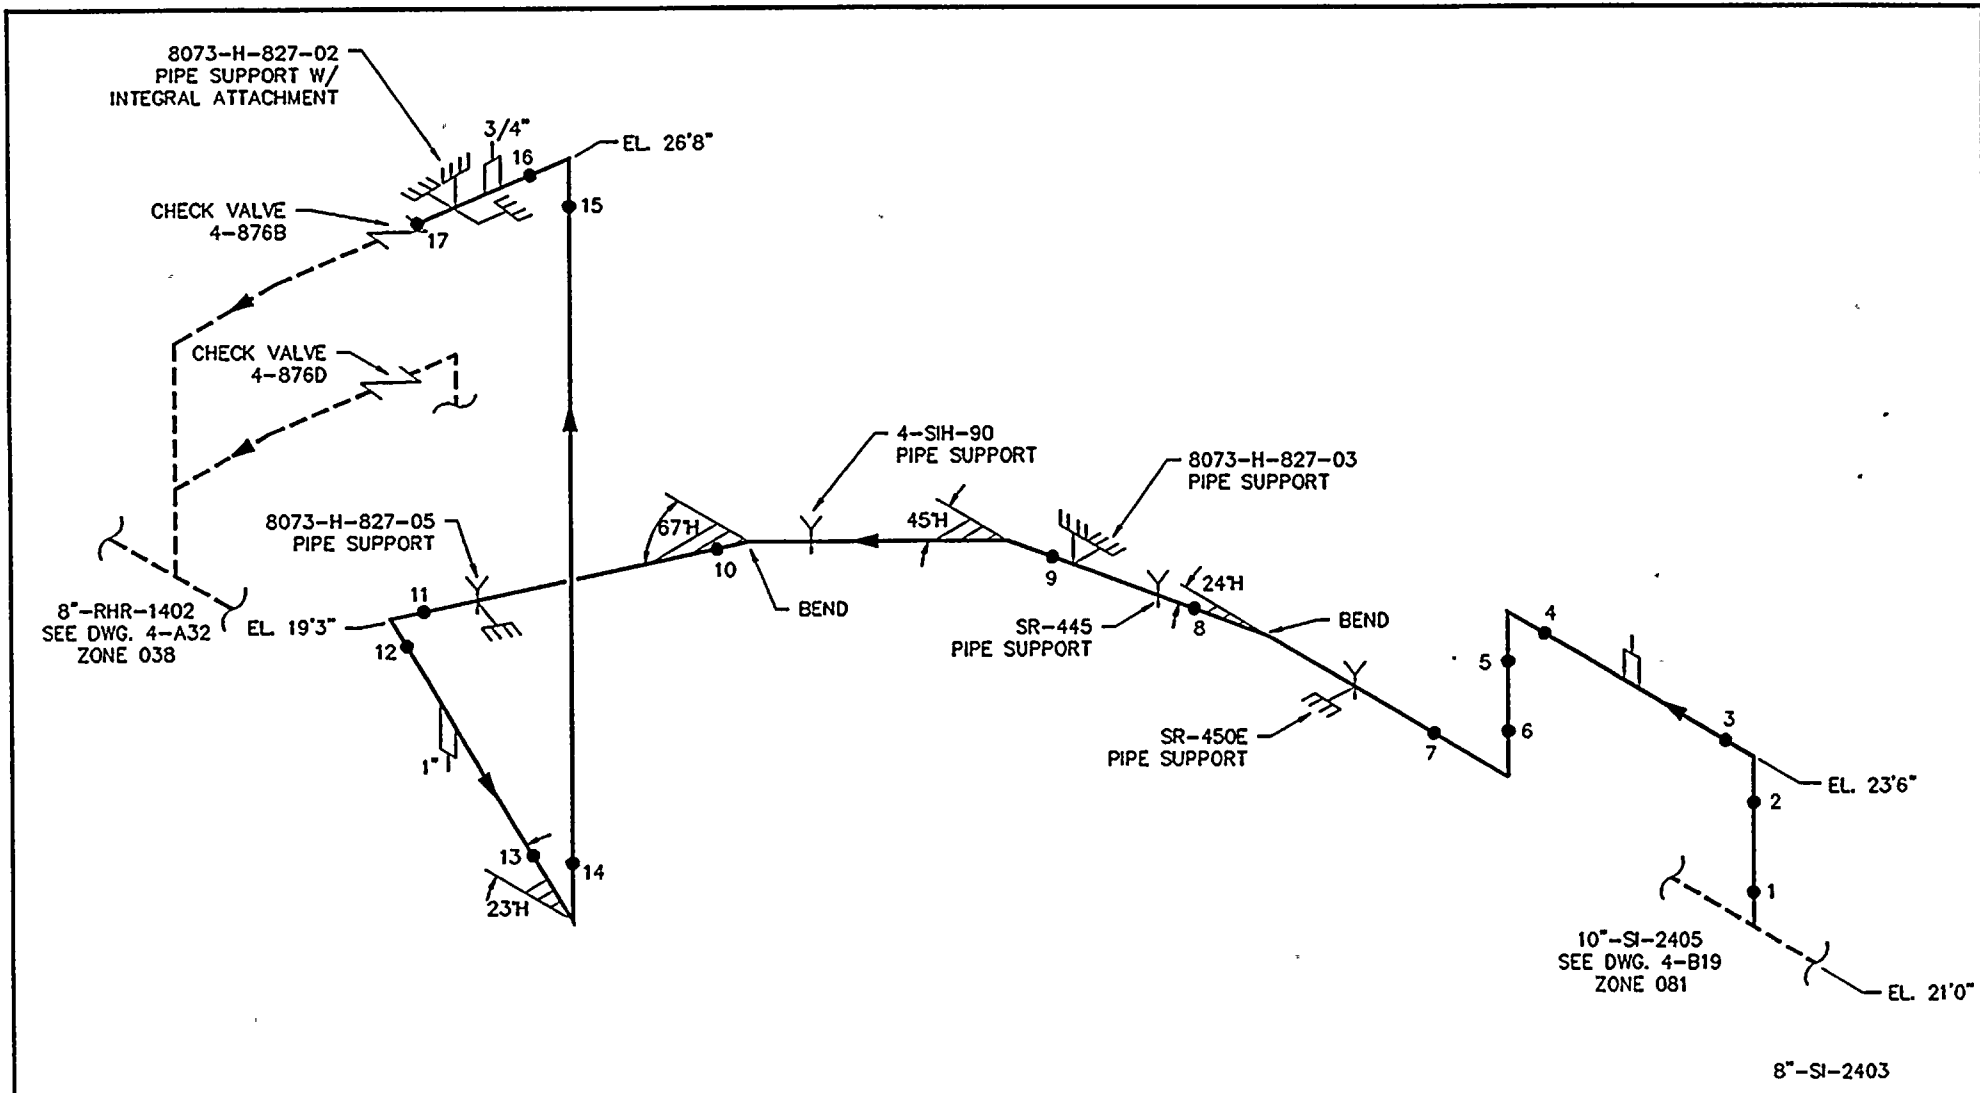 8073-H-827-02
PIPE SUPPORT W/
INTEGRAL ATTACHMENT
3/4"
16
EL. 26'8"
15
CHECK VALVE
4-876B
17
CHECK VALVE
4-876D
4-SIH-90
PIPE SUPPORT
8073-H-827-03
PIPE SUPPORT
8073-H-827-05
PIPE SUPPORT
67°H
45°H
10
BEND
9
24°H
8
SR-445
PIPE SUPPORT
BEND
4
5
6
3
7
SR-450E
PIPE SUPPORT
8"-RHR-1402
SEE DWG. 4-A32
ZONE 038
EL. 19'3"
11
12
1"
13
14
23°H
EL. 23'6"
2
1
10"-SI-2405
SEE DWG. 4-B19
ZONE 081
EL. 21'0"
8"-SI-2403